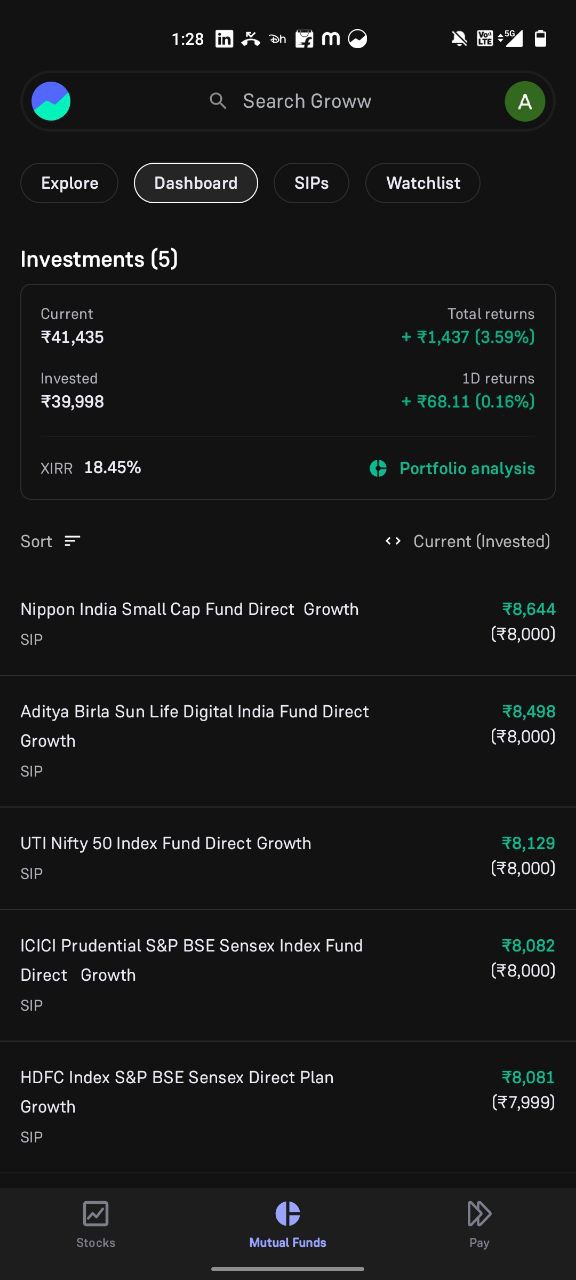 1:28
Search Groww
A
Explore
Dashboard
SIPs
Watchlist
Investments (5)
Current
Total returns
₹41,435
+ ₹1,437 (3.59%)
Invested
1D returns
₹39,998
+ ₹68.11 (0.16%)
XIRR 18.45%
Portfolio analysis
Sort
Current (Invested)
Nippon India Small Cap Fund Direct Growth
₹8,644
SIP
(₹8,000)
Aditya Birla Sun Life Digital India Fund Direct
Growth
₹8,498
(₹8,000)
SIP
UTI Nifty 50 Index Fund Direct Growth
₹8,129
SIP
(₹8,000)
ICICI Prudential S&P BSE Sensex Index Fund
Direct Growth
₹8,082
(₹8,000)
SIP
HDFC Index S&P BSE Sensex Direct Plan
Growth
₹8,081
(₹7,999)
SIP
Stocks
Mutual Funds
Pay